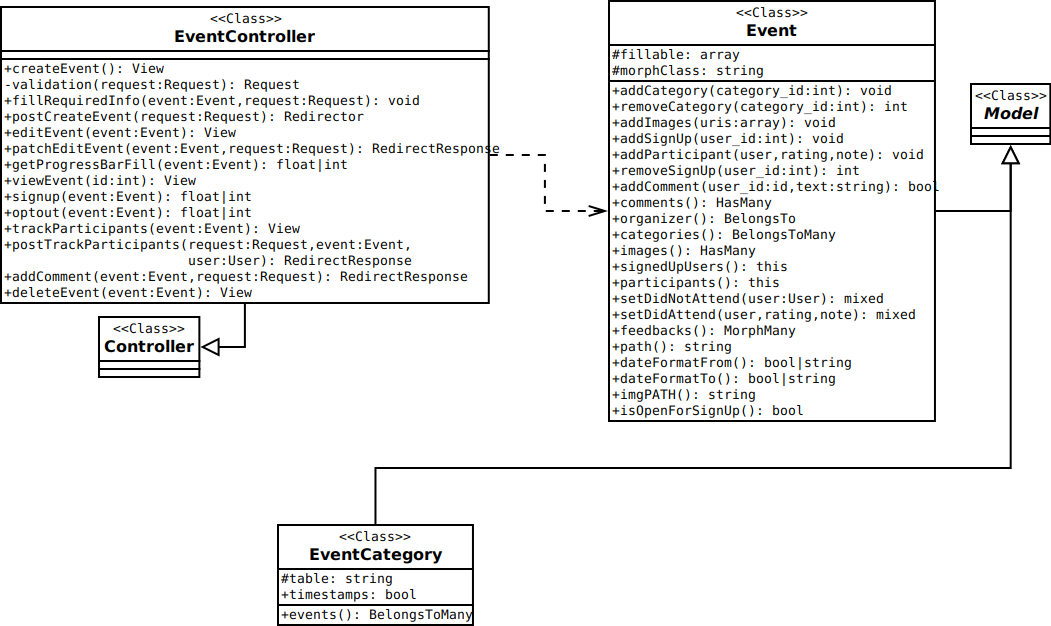 <<Class>>
EventController
+createEvent(): View
-validation(request:Request): Request
+fillRequiredInfo(event:Event,request:Request): void
+postCreateEvent(request:Request): Redirector
+editEvent(event:Event): View
+patchEditEvent(event:Event,request:Request): RedirectResponse
+getProgressBarFill(event:Event): float|int
+viewEvent(id:int): View
+signup(event:Event): float|int
+optout(event:Event): float|int
+trackParticipants(event:Event): View
+postTrackParticipants(request:Request,event:Event,
user:User): RedirectResponse
+addComment(event:Event,request:Request): RedirectResponse
+deleteEvent(event:Event): View
<<Class>>
Controller
<<Class>>
Event
#fillable: array
#morphClass: string
+addCategory(category_id:int): void
+removeCategory(category_id:int): int
+addImages(uris:array): void
+addSignUp(user_id:int): void
+addParticipant(user,rating,note): void
+removeSignUp(user_id:int): int
+addComment(user_id:id,text:string): bool
+comments(): HasMany
+organizer(): BelongsTo
+categories(): BelongsToMany
+images(): HasMany
+signedUpUsers(): this
+participants(): this
+setDidNotAttend(user:User): mixed
+setDidAttend(user,rating,note): mixed
+feedbacks(): MorphMany
+path(): string
+dateFormatFrom(): bool|string
+dateFormatTo(): bool|string
+imgPATH(): string
+isOpenForSignUp(): bool
<<Class>>
Model
<<Class>>
EventCategory
#table: string
+timestamps: bool
+events(): BelongsToMany